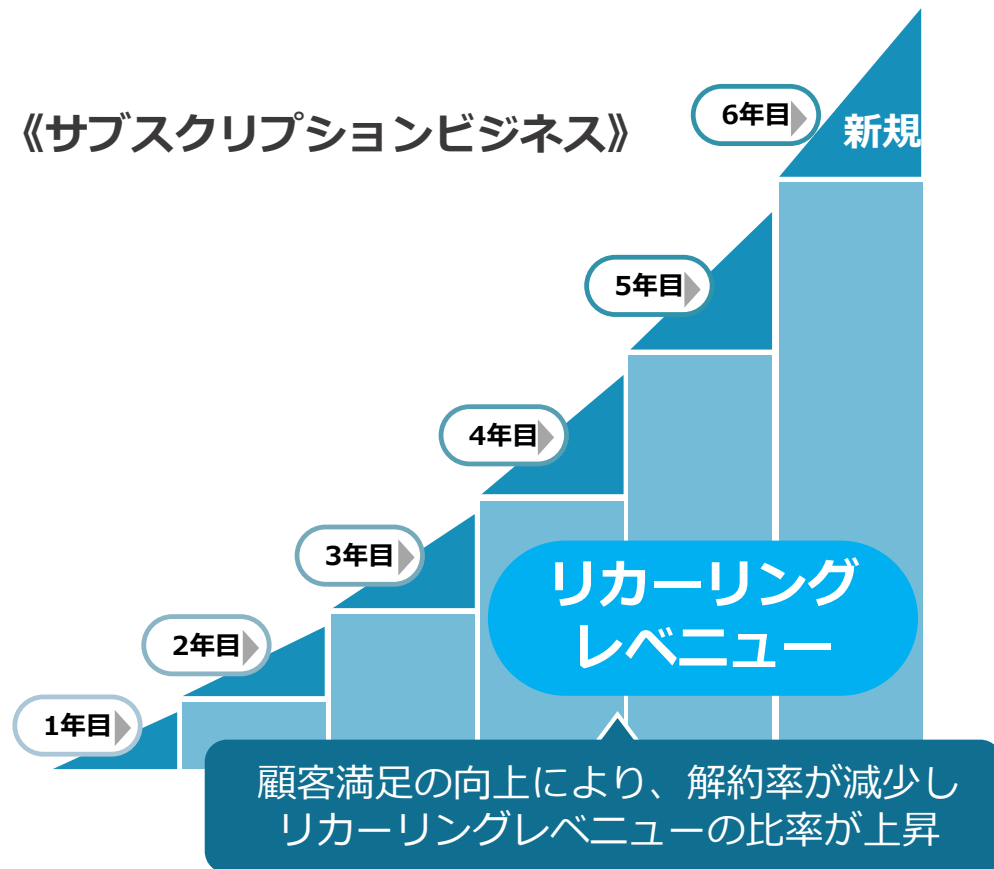 《サブスクリプションビジネス》
6年目
新規
5年目
4年目
3年目
2年目
1年目
リカーリング
レベニュー
顧客満足の向上により、解約率が減少し
リカーリングレベニューの比率が上昇